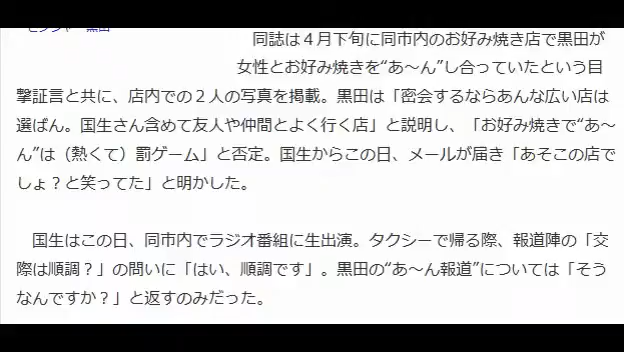 同誌は４月下旬に同市内のお好み焼き店で黒田が
女性とお好み焼きを“あ～ん”し合っていたという目
撃証言と共に、店内での２人の写真を掲載。黒田は「密会するならあんな広い店は
選ばん。国生さん含めて友人や仲間とよく行く店」と説明し、「お好み焼きで“あ～
ん”は（熱くて）罰ゲーム」と否定。国生からこの日、メールが届き「あそこの店で
しょ？と笑ってた」と明かした。
国生はこの日、同市内でラジオ番組に生出演。タクシーで帰る際、報道陣の「交
際は順調？」の問いに「はい、順調です」。黒田の“あ～ん報道”については「そう
なんですか？」と返すのみだった。